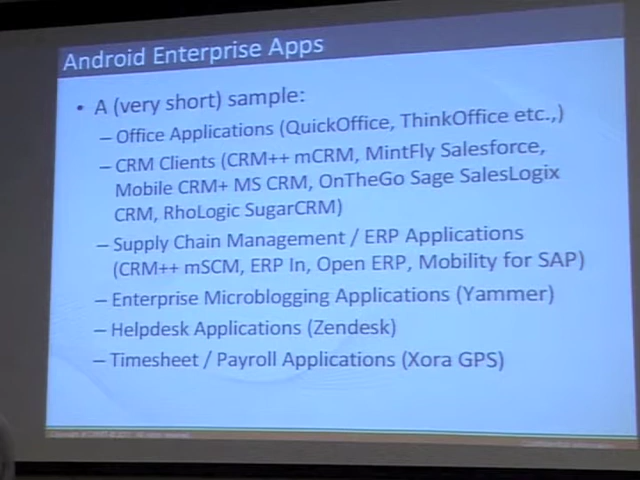 Android Enterprise Apps
• A (very short) sample:
– Office Applications (QuickOffice, ThinkOffice etc.,)
– CRM Clients (CRM++ mCRM, MintFly Salesforce,
Mobile CRM+ MS CRM, OnTheGo Sage SalesLogix
CRM, RhoLogic SugarCRM)
– Supply Chain Management / ERP Applications
(CRM++ mSCM, ERP In, Open ERP, Mobility for SAP)
– Enterprise Microblogging Applications (Yammer)
– Helpdesk Applications (Zendesk)
– Timesheet / Payroll Applications (Xora GPS)